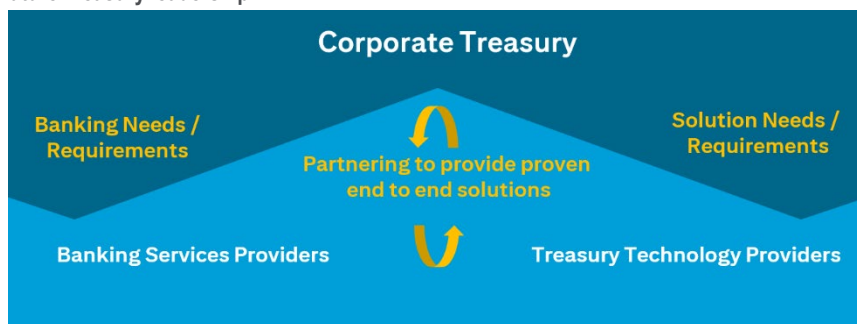 Corporate Treasury
Banking Needs /
Requirements
Solution Needs /
Requirements
Partnering to provide proven
end to end solutions
Banking Services Providers
Treasury Technology Providers